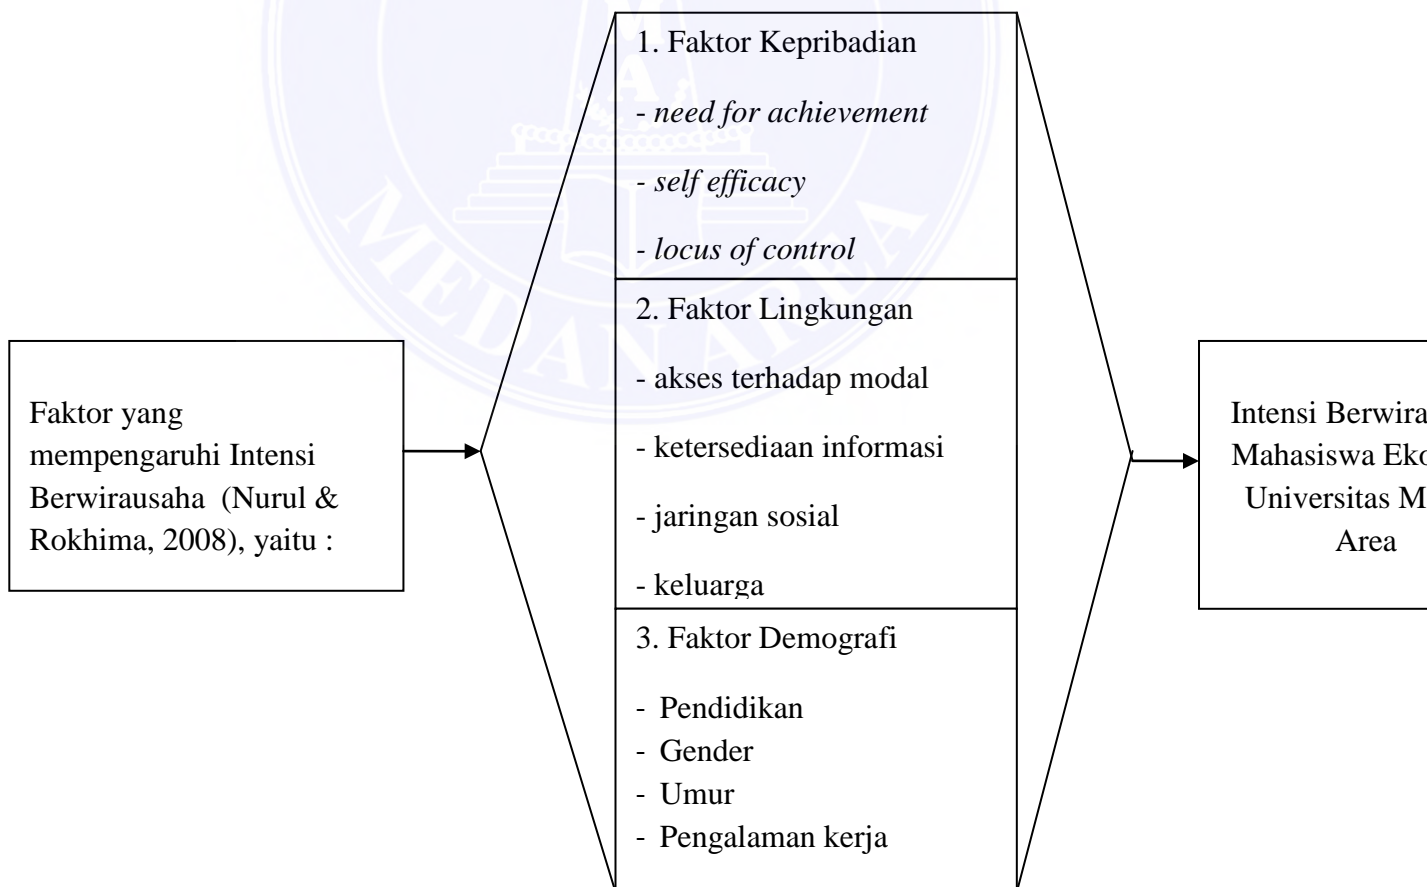 Faktor yang
mempengaruhi Intensi
Berwirausaha (Nurul &
Rokhima, 2008), yaitu :
1. Faktor Kepribadian
- need for achievement
- self efficacy
- locus of control
2. Faktor Lingkungan
- akses terhadap modal
- ketersediaan informasi
- jaringan sosial
- keluarga
3. Faktor Demografi
- Pendidikan
- Gender
- Umur
- Pengalaman kerja
Intensi
Mahasiswa
Universitas
Area
MEDAN AREA